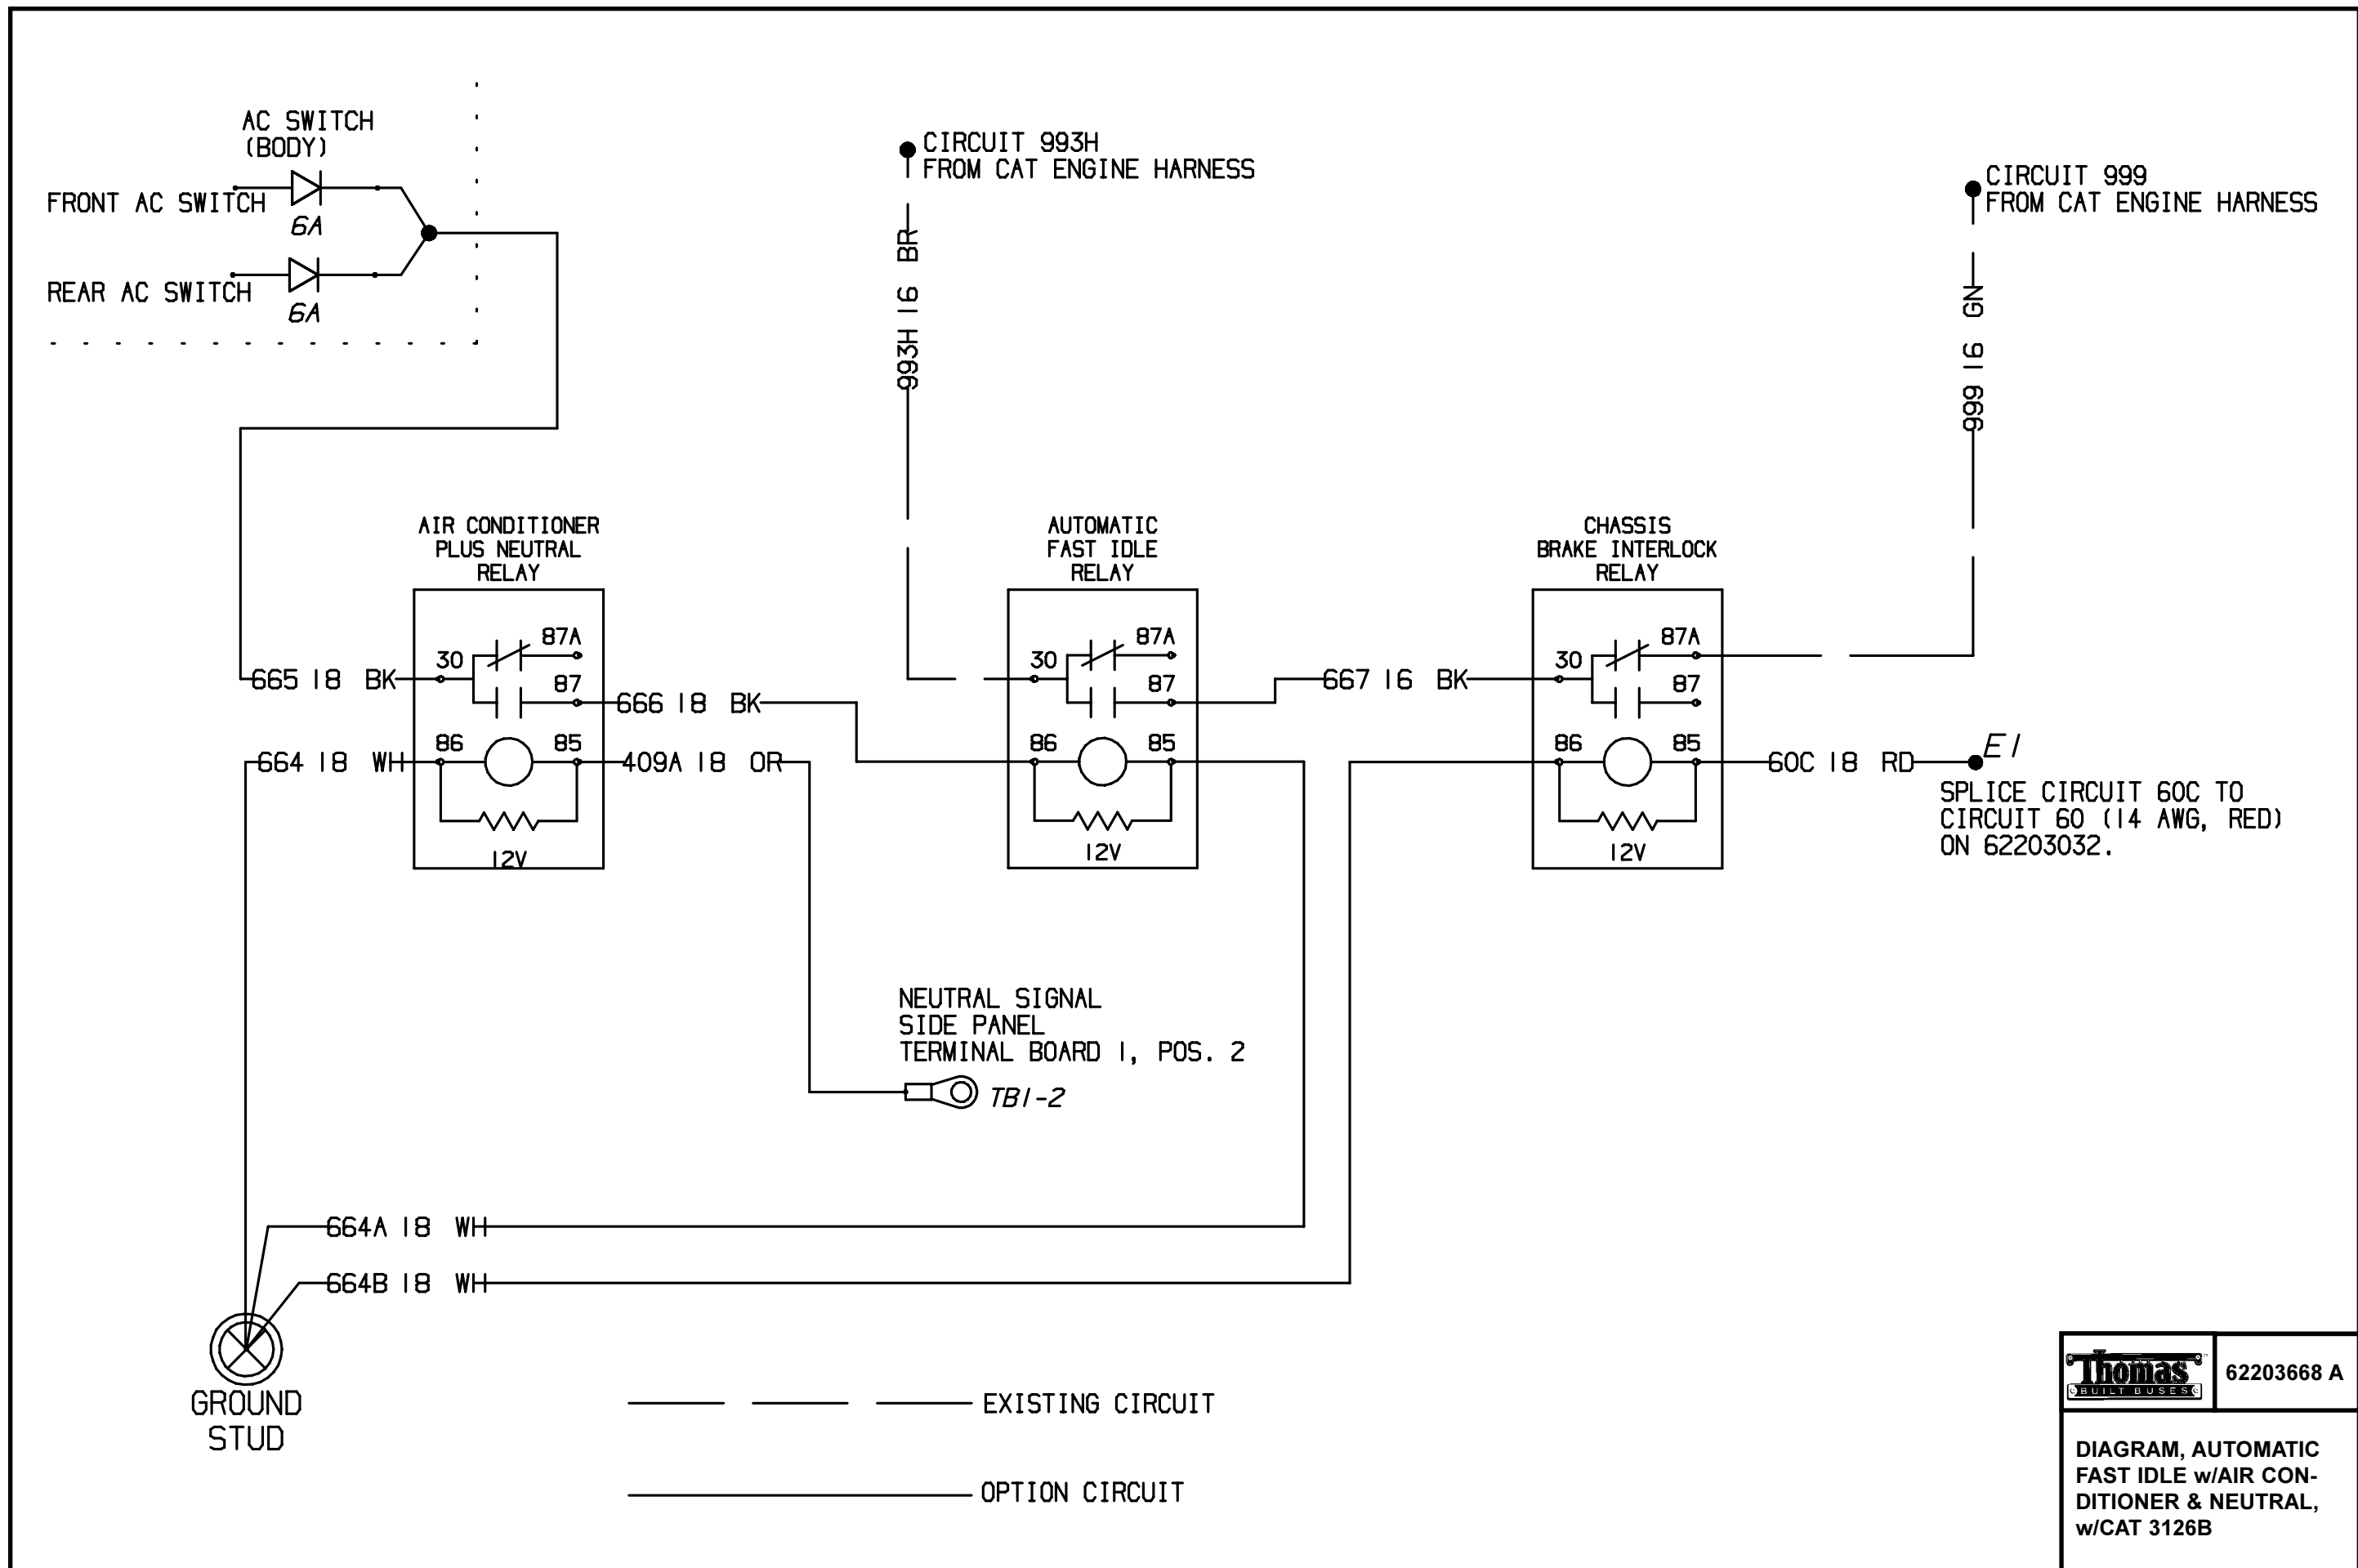 AC SWITCH
(BODY)
FRONT AC SWITCH
6A
REAR AC SWITCH
6A
CIRCUIT 993H
FROM CAT ENGINE HARNESS
993H 16 BR
CIRCUIT 999
FROM CAT ENGINE HARNESS
999 16 GN
AIR CONDITIONER
PLUS NEUTRAL
RELAY
665 18 BK
30
87A
87
666 18 BK
664 18 WH
86
85
409A 18 OR
12V
AUTOMATIC
FAST IDLE
RELAY
30
87A
87
667 16 BK
86
85
12V
CHASSIS
BRAKE INTERLOCK
RELAY
30
87A
87
86
85
60C 18 RD
12V
E1
SPLICE CIRCUIT 60C TO
CIRCUIT 60 (14 AWG, RED)
ON 62203032.
NEUTRAL SIGNAL
SIDE PANEL
TERMINAL BOARD 1, POS. 2
TB1-2
664A 18 WH
664B 18 WH
GROUND
STUD
EXISTING CIRCUIT
OPTION CIRCUIT
Thomas
BUILT BUSES
62203668 A
DIAGRAM, AUTOMATIC
FAST IDLE w/AIR CON-
DITIONER & NEUTRAL,
w/CAT 3126B